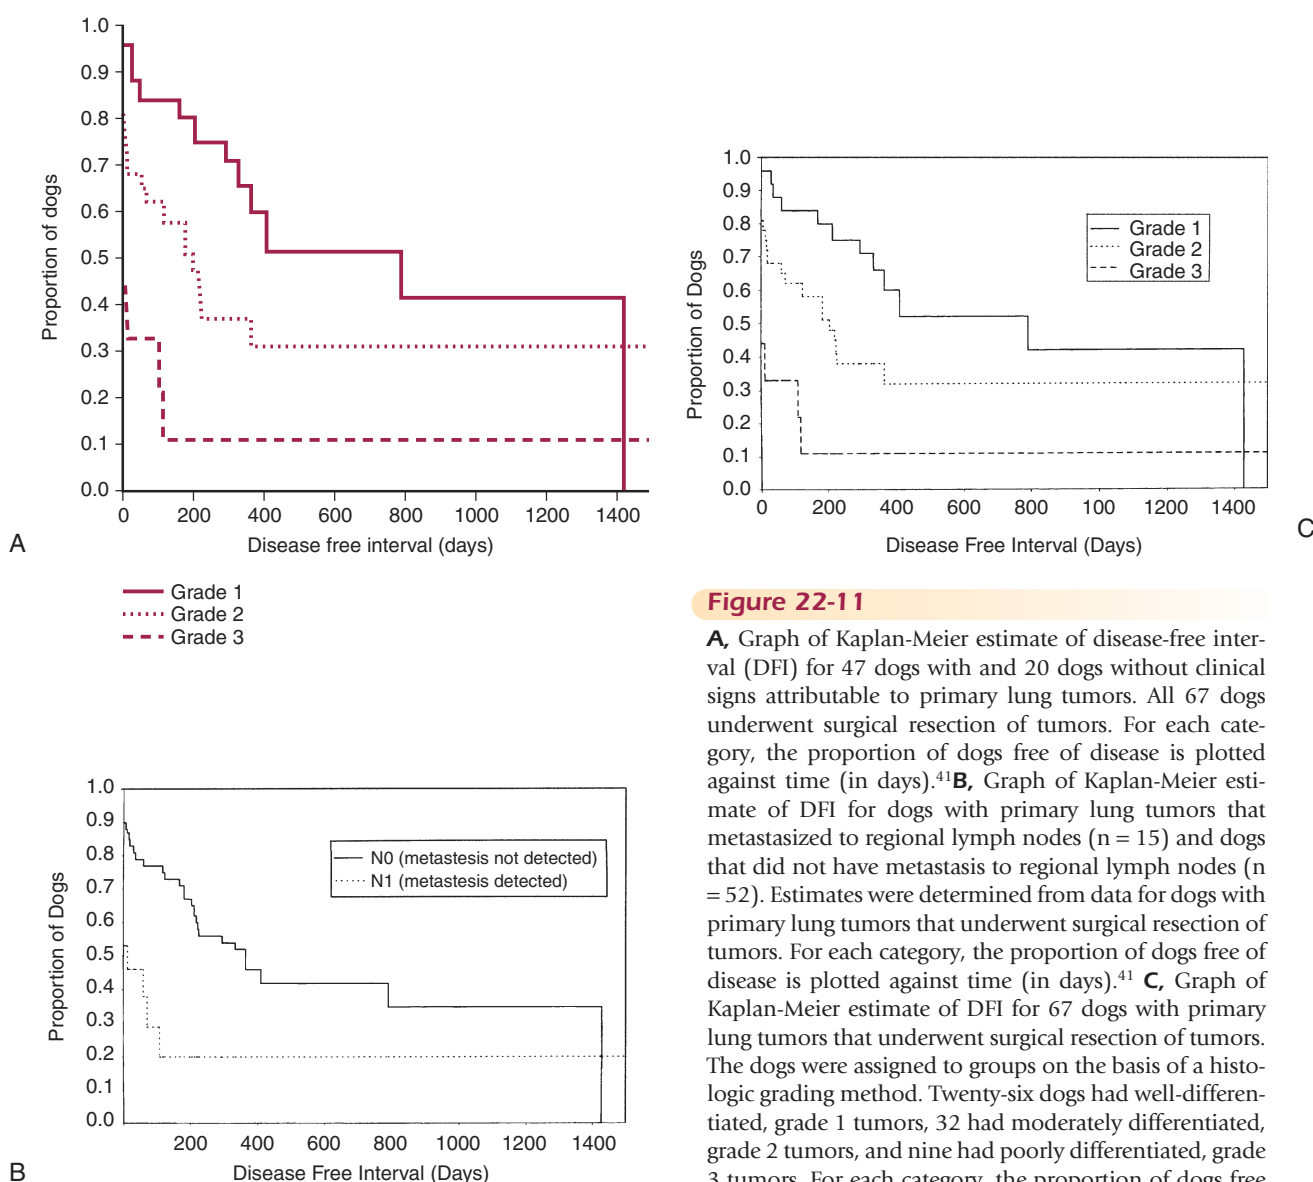 1.0
0.9
0.8
0.7
0.6
0.5
0.4
0.3
0.2
0.1
0.0
Proportion of dogs
0 200 400 600 800 1000 1200 1400
Disease free interval (days)
A
Grade 1
Grade 2
Grade 3
1.0
0.9
0.8
0.7
0.6
0.5
0.4
0.3
0.2
0.1
0.0
Proportion of Dogs
N0 (metastesis not detected)
N1 (metastesis detected)
200 400 600 800 1000 1200 1400
Disease Free Interval (Days)
B
1.0
0.9
0.8
0.7
0.6
0.5
0.4
0.3
0.2
0.1
0.0
Proportion of Dogs
Grade 1
Grade 2
Grade 3
0 200 400 600 800 100 1200 1400
Disease Free Interval (Days)
C
Figure 22-11
A, Graph of Kaplan-Meier estimate of disease-free inter-
val (DFI) for 47 dogs with and 20 dogs without clinical
signs attributable to primary lung tumors. All 67 dogs
underwent surgical resection of tumors. For each cate-
gory, the proportion of dogs free of disease is plotted
against time (in days).41B, Graph of Kaplan-Meier esti-
mate of DFI for dogs with primary lung tumors that
metastasized to regional lymph nodes (n = 15) and dogs
that did not have metastasis to regional lymph nodes (n
= 52). Estimates were determined from data for dogs with
primary lung tumors that underwent surgical resection of
tumors. For each category, the proportion of dogs free of
disease is plotted against time (in days).41 C, Graph of
Kaplan-Meier estimate of DFI for 67 dogs with primary
lung tumors that underwent surgical resection of tumors.
The dogs were assigned to groups on the basis of a histo-
logic grading method. Twenty-six dogs had well-differen-
tiated, grade 1 tumors, 32 had moderately differentiated,
grade 2 tumors, and nine had poorly differentiated, grade
3 tumors. For each category, the proportion of dogs free